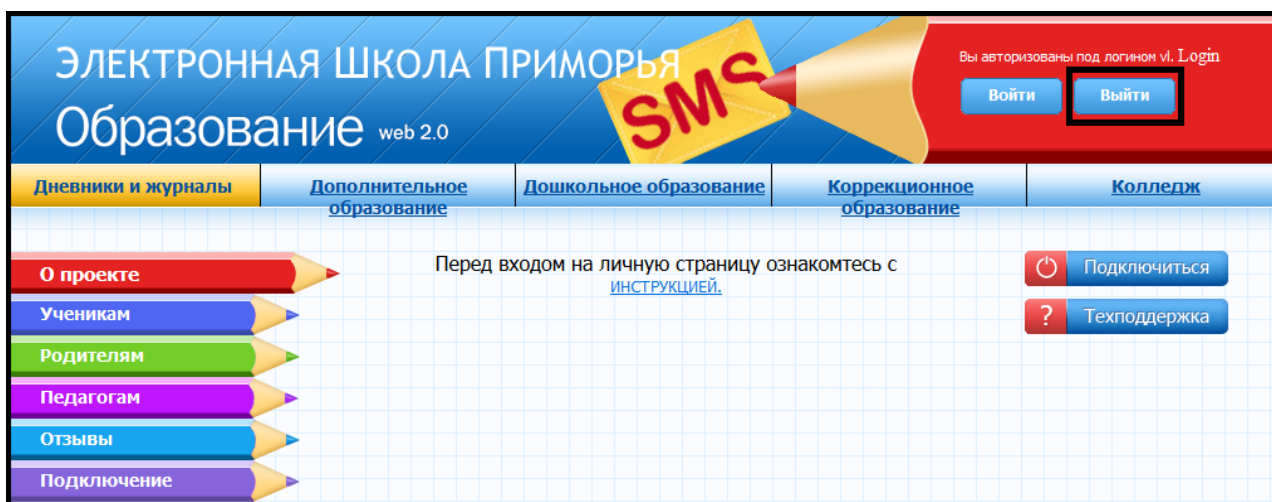 ЭЛЕКТРОННАЯ ШКОЛА ПРИМОРЬЯ
Образование web 2.0
SMS
Вы авторизованы под логином vl. Login
Войти
Выйти
Дневники и журналы
Дополнительное
образование
Дошкольное образование
Коррекционное
образование
Колледж
О проекте
Ученикам
Родителям
Педагогам
Отзывы
Подключение
Перед входом на личную страницу ознакомтесь с
ИНСТРУКЦИЕЙ.
Подключиться
? Техподдержка